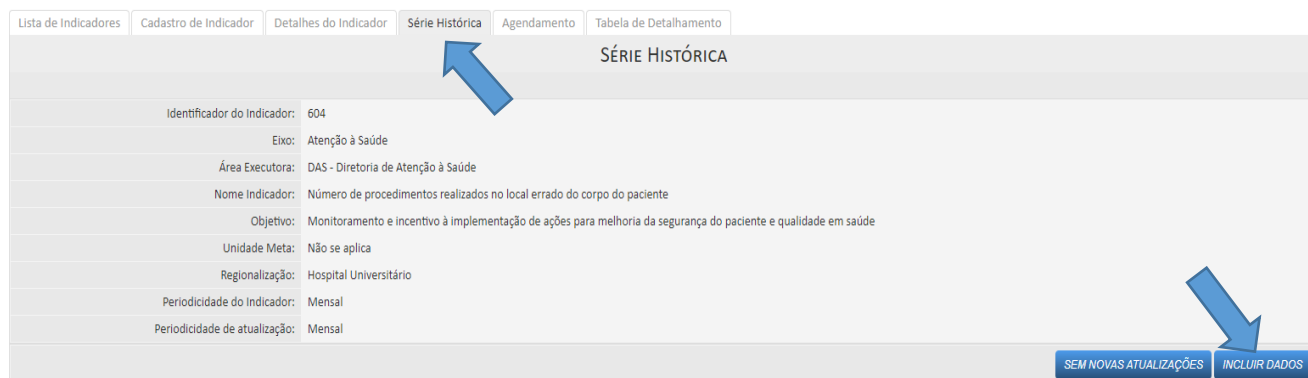 Lista de Indicadores Cadastro de Indicador Detalhes do Indicador Série Histórica Agendamento Tabela de Detalhamento
Série Histórica
Identificador do Indicador: 604
Eixo: Atenção à Saúde
Área Executora: DAS - Diretoria de Atenção à Saúde
Nome Indicador: Número de procedimentos realizados no local errado do corpo do paciente
Objetivo: Monitoramento e incentivo à implementação de ações para melhoria da segurança do paciente e qualidade em saúde
Unidade Meta: Não se aplica
Regionalização: Hospital Universitário
Periodicidade do Indicador: Mensal
Periodicidade de atualização: Mensal
SEM NOVAS ATUALIZAÇÕES INCLUIR DADOS